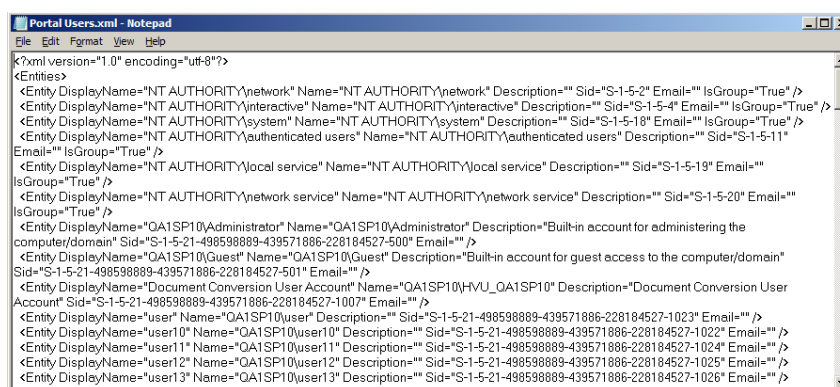 Portal Users.xml - Notepad
File Edit Format View Help
<?xml version="1.0" encoding="utf-8"?>
<Entities>
<Entity DisplayName="NT AUTHORITY\network" Name="NT AUTHORITY\network" Description="" Sid="S-1-5-2" Email="" IsGroup="True" />
<Entity DisplayName="NT AUTHORITY\interactive" Name="NT AUTHORITY\interactive" Description="" Sid="S-1-5-4" Email="" IsGroup="True" />
<Entity DisplayName="NT AUTHORITY\system" Name="NT AUTHORITY\system" Description="" Sid="S-1-5-18" Email="" IsGroup="True" />
<Entity DisplayName="NT AUTHORITY\authenticated users" Name="NT AUTHORITY\authenticated users" Description="" Sid="S-1-5-11"
Email="" IsGroup="True" />
<Entity DisplayName="NT AUTHORITY\local service" Name="NT AUTHORITY\local service" Description="" Sid="S-1-5-19" Email=""
IsGroup="True" />
<Entity DisplayName="NT AUTHORITY\network service" Name="NT AUTHORITY\network service" Description="" Sid="S-1-5-20" Email=""
IsGroup="True" />
<Entity DisplayName="QA1SP10\Administrator" Name="QA1SP10\Administrator" Description="Built-in account for administering the
computer/domain" Sid="S-1-5-21-498598889-439571886-228184527-500" Email="" />
<Entity DisplayName="QA1SP10\Guest" Name="QA1SP10\Guest" Description="Built-in account for guest access to the computer/domain"
Sid="S-1-5-21-498598889-439571886-228184527-501" Email="" />
<Entity DisplayName="Document Conversion User Account" Name="QA1SP10\HVU_QA1SP10" Description="Document Conversion User
Account" Sid="S-1-5-21-498598889-439571886-228184527-1007" Email="" />
<Entity DisplayName="user" Name="QA1SP10\user" Description="" Sid="S-1-5-21-498598889-439571886-228184527-1023" Email="" />
<Entity DisplayName="user10" Name="QA1SP10\user10" Description="" Sid="S-1-5-21-498598889-439571886-228184527-1022" Email="" />
<Entity DisplayName="user11" Name="QA1SP10\user11" Description="" Sid="S-1-5-21-498598889-439571886-228184527-1024" Email="" />
<Entity DisplayName="user12" Name="QA1SP10\user12" Description="" Sid="S-1-5-21-498598889-439571886-228184527-1025" Email="" />
<Entity DisplayName="user13" Name="QA1SP10\user13" Description="" Sid="S-1-5-21-498598889-439571886-228184527-1026" Email="" />